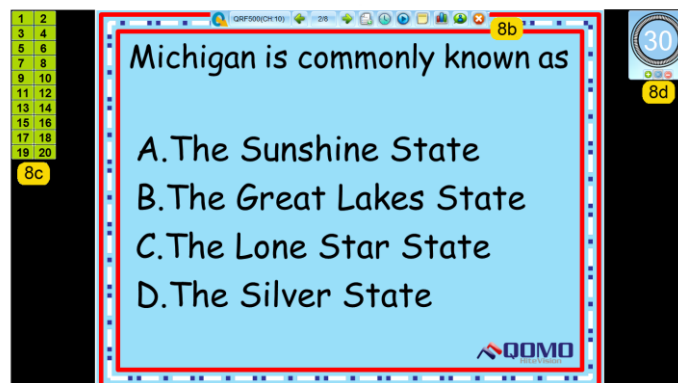 1 2
3 4
5 6
7 8
9 10
11 12
13 14
15 16
17 18
19 20
8c
QRF500(CH:10) 2/8
8b
30
8d
Michigan is commonly known as
A.The Sunshine State
B.The Great Lakes State
C.The Lone Star State
D.The Silver State
QOMO
HiteVision